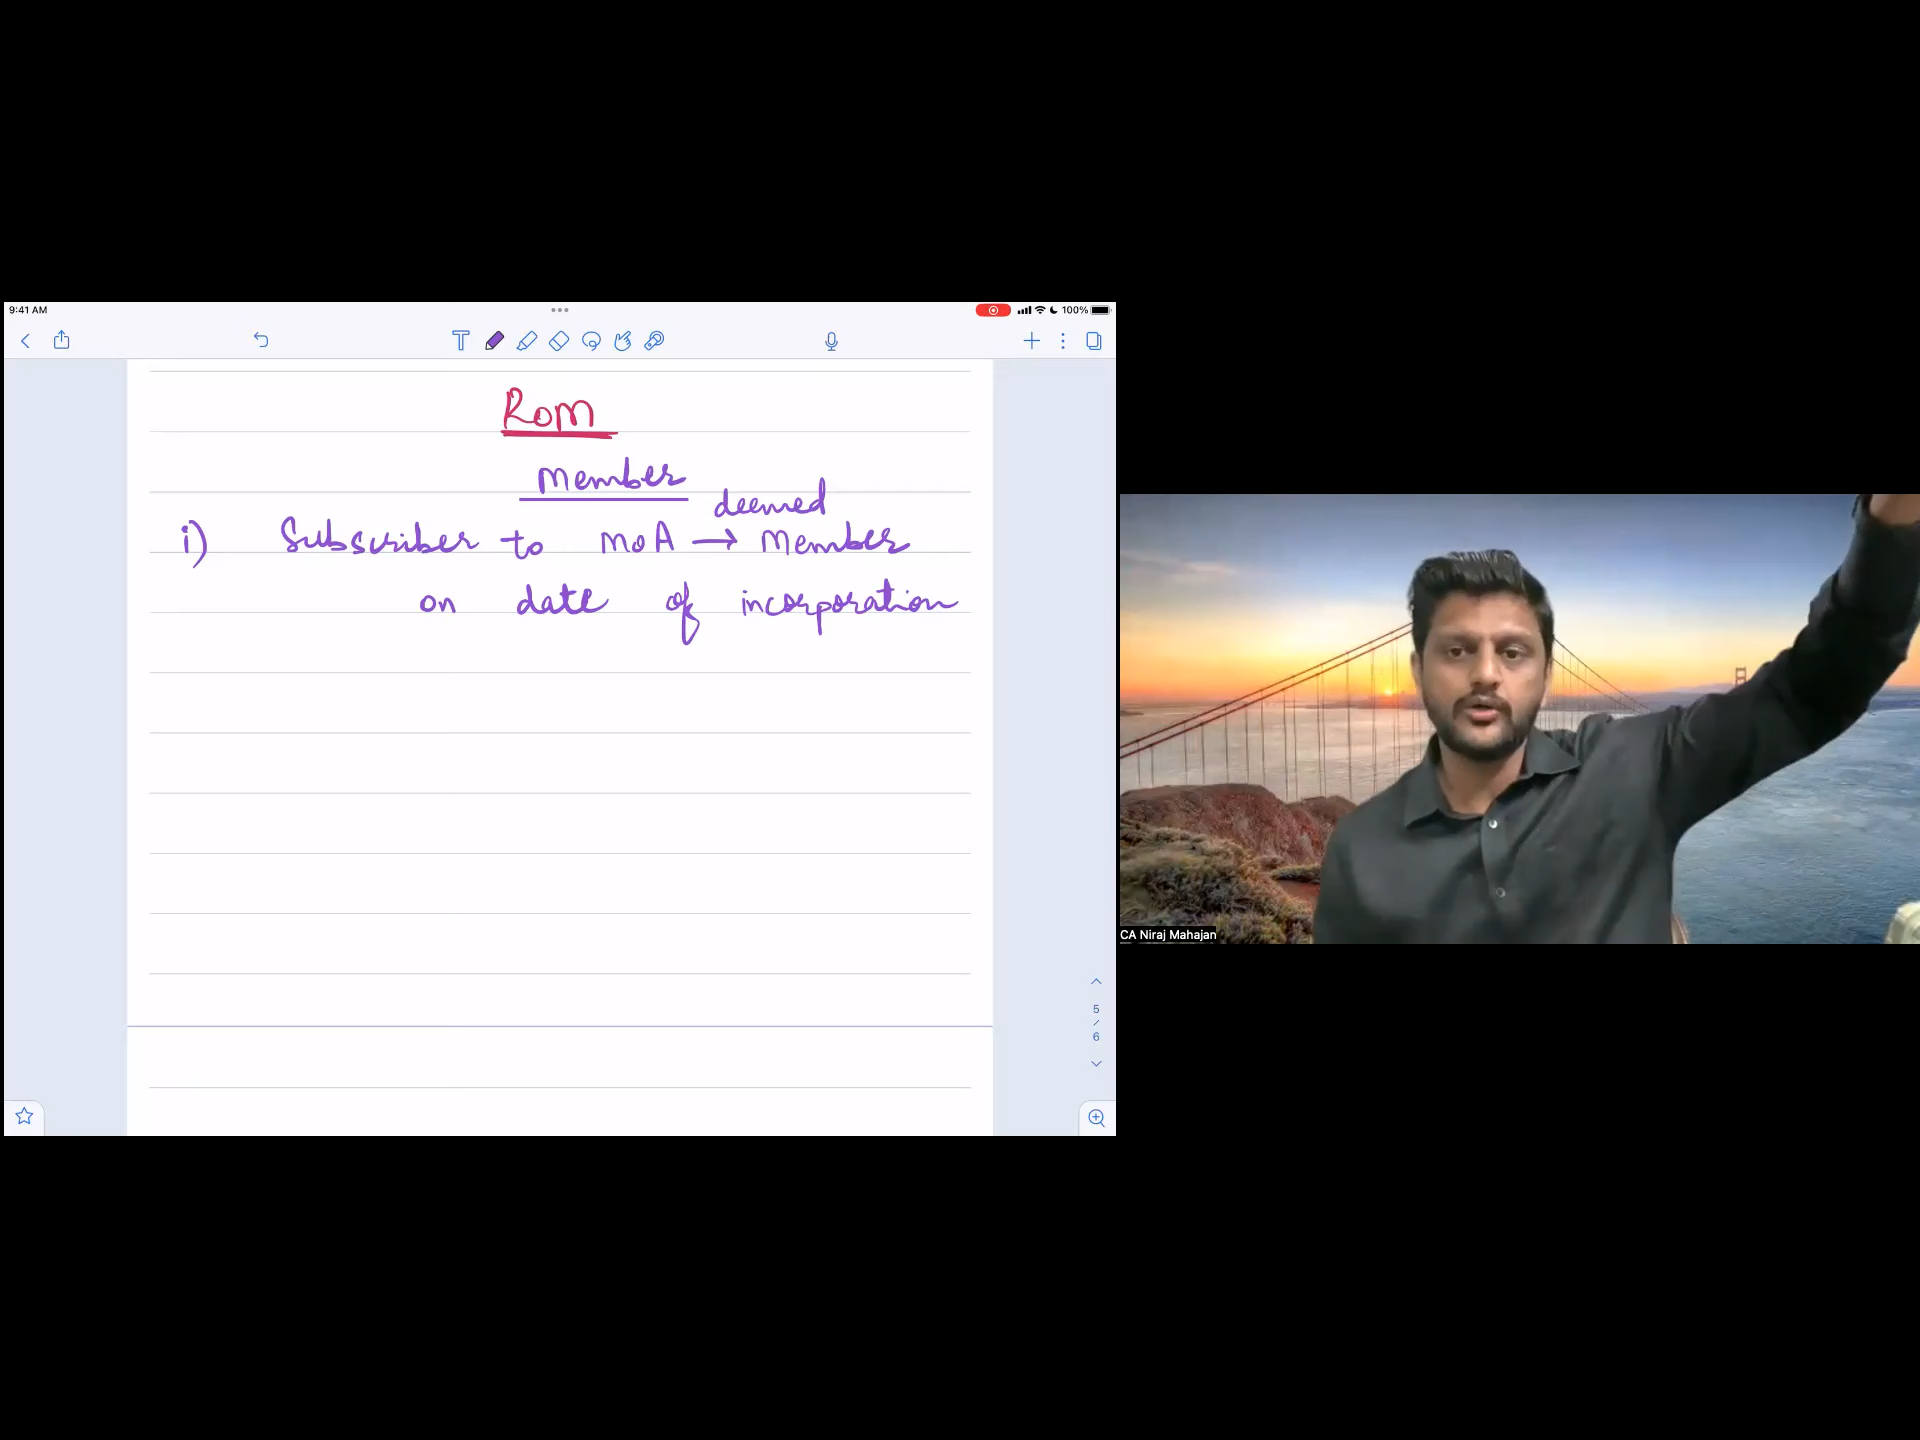 9:41 AM
100%
ROM
Member
deemed
i) Subscriber to MOA → Member
on date of incorporation
CA Niraj Mahajan
5
/
6